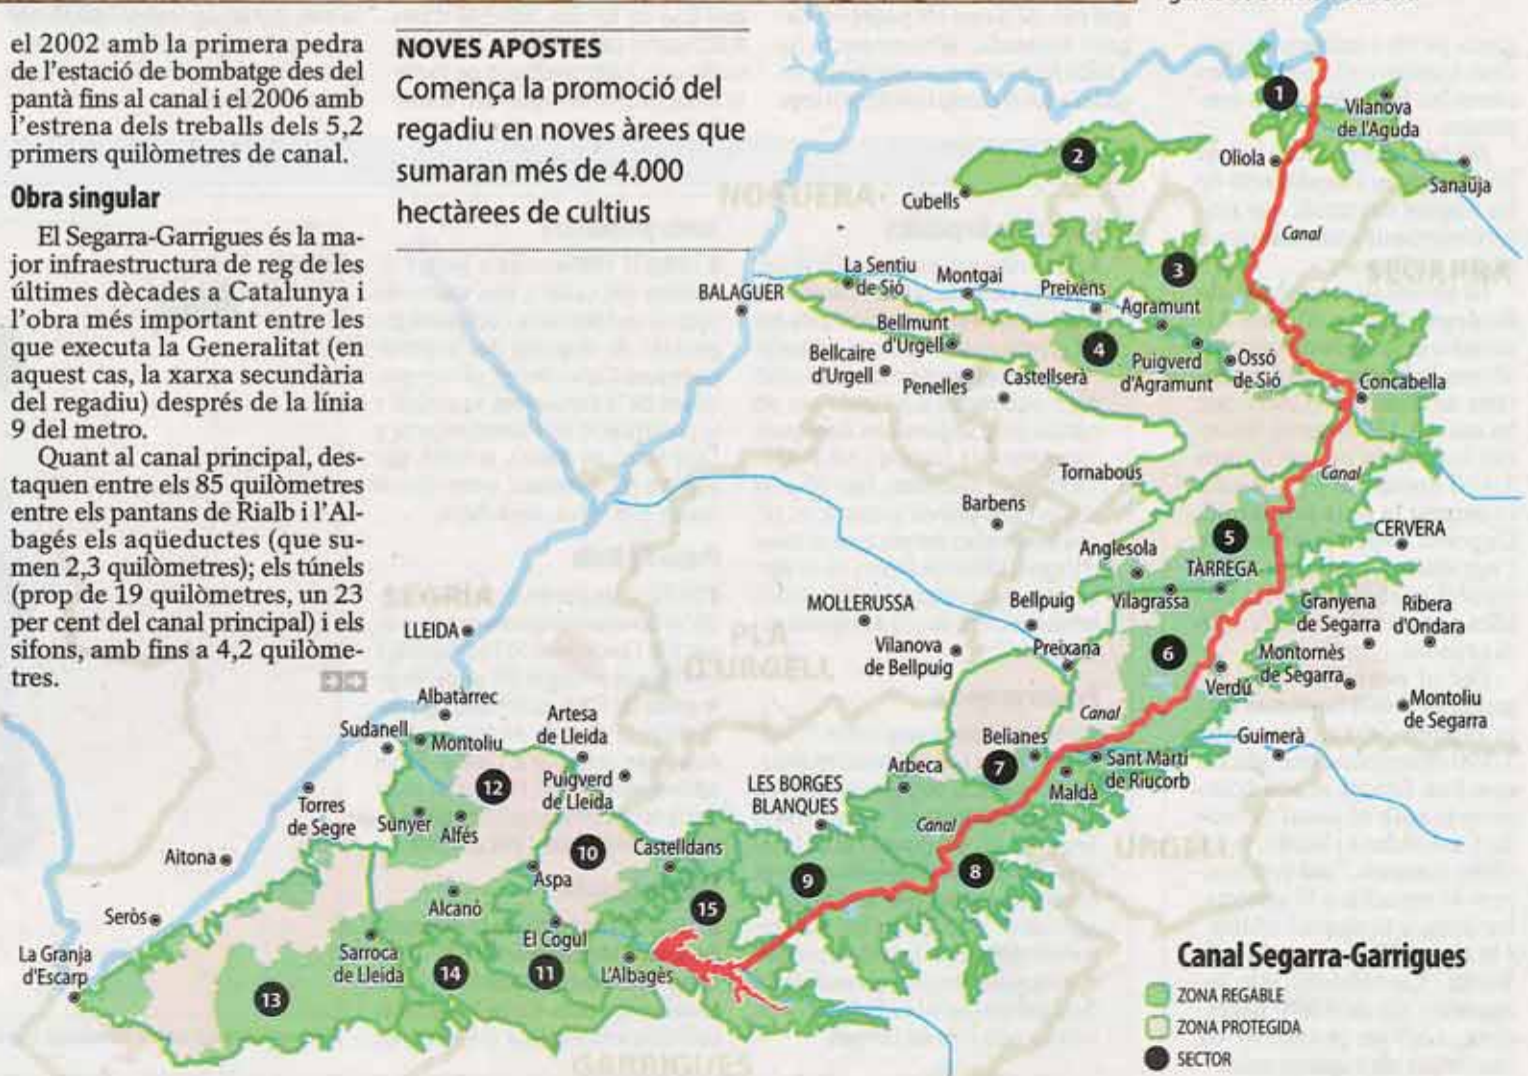 el 2002 amb la primera pedra
de l'estació de bombatge des del
pantà fins al canal i el 2006 amb
l'estrena dels treballs dels 5,2
primers quilòmetres de canal.
Obra singular
El Segarra-Garrigues és la ma-
jor infraestructura de reg de les
últimes dècades a Catalunya i
l'obra més important entre les
que executa la Generalitat (en
aquest cas, la xarxa secundària
del regadiu) després de la línia
9 del metro.
Quant al canal principal, des-
taquen entre els 85 quilòmetres
entre els pantans de Rialb i l'Al-
bagés els aqüeductes (que su-
men 2,3 quilòmetres); els túnels
(prop de 19 quilòmetres, un 23
per cent del canal principal) i els
sifons, amb fins a 4,2 quilòme-
tres.
NOVES APOSTES
Comença la promoció del
regadiu en noves àrees que
sumaran més de 4.000
hectàrees de cultius
1
Vilanova
de l'Aguda
2
Oliola
Sanaüja
Cubells
NOGUERA
Canal
SEGARRA
3
La Sentiu
de Sió
Montgai
Preixens
Agramunt
BALAGUER
Bellmunt
d'Urgell
4
Bellcaire
d'Urgell
Penelles
Castellserà
Puigverd
d'Agramunt
Ossó
de Sió
Concabella
Tornabous
Canal
Barbens
5
CERVERA
Anglesola
TÀRREGA
SEGRIÀ
MOLLERUSSA
Bellpuig
Vilagrassa
Granyena
de Segarra
Ribera
d'Ondara
LLEIDA
PLA
D'URGELL
Vilanova
de Bellpuig
Preixana
6
Montornès
de Segarra
Verdú
Montoliu
de Segarra
Albatàrrec
Canal
Sudanell
Montoliu
Artesa
de Lleida
Belianes
Guimerà
12
Puigverd
de Lleida
LES BORGES
BLANQUES
Arbeca
7
Sant Martí
de Riucorb
Maldà
Torres
de Segre
Sunyer
Alfés
Canal
URGELL
Aitona
10
Castelldans
Aspa
9
8
Alcanó
15
Seròs
El Cogul
La Granja
d'Escarp
Sarroca
de Lleida
14
11
L'Albagés
13
GARRIGUES
Canal Segarra-Garrigues
ZONA REGABLE
ZONA PROTEGIDA
SECTOR